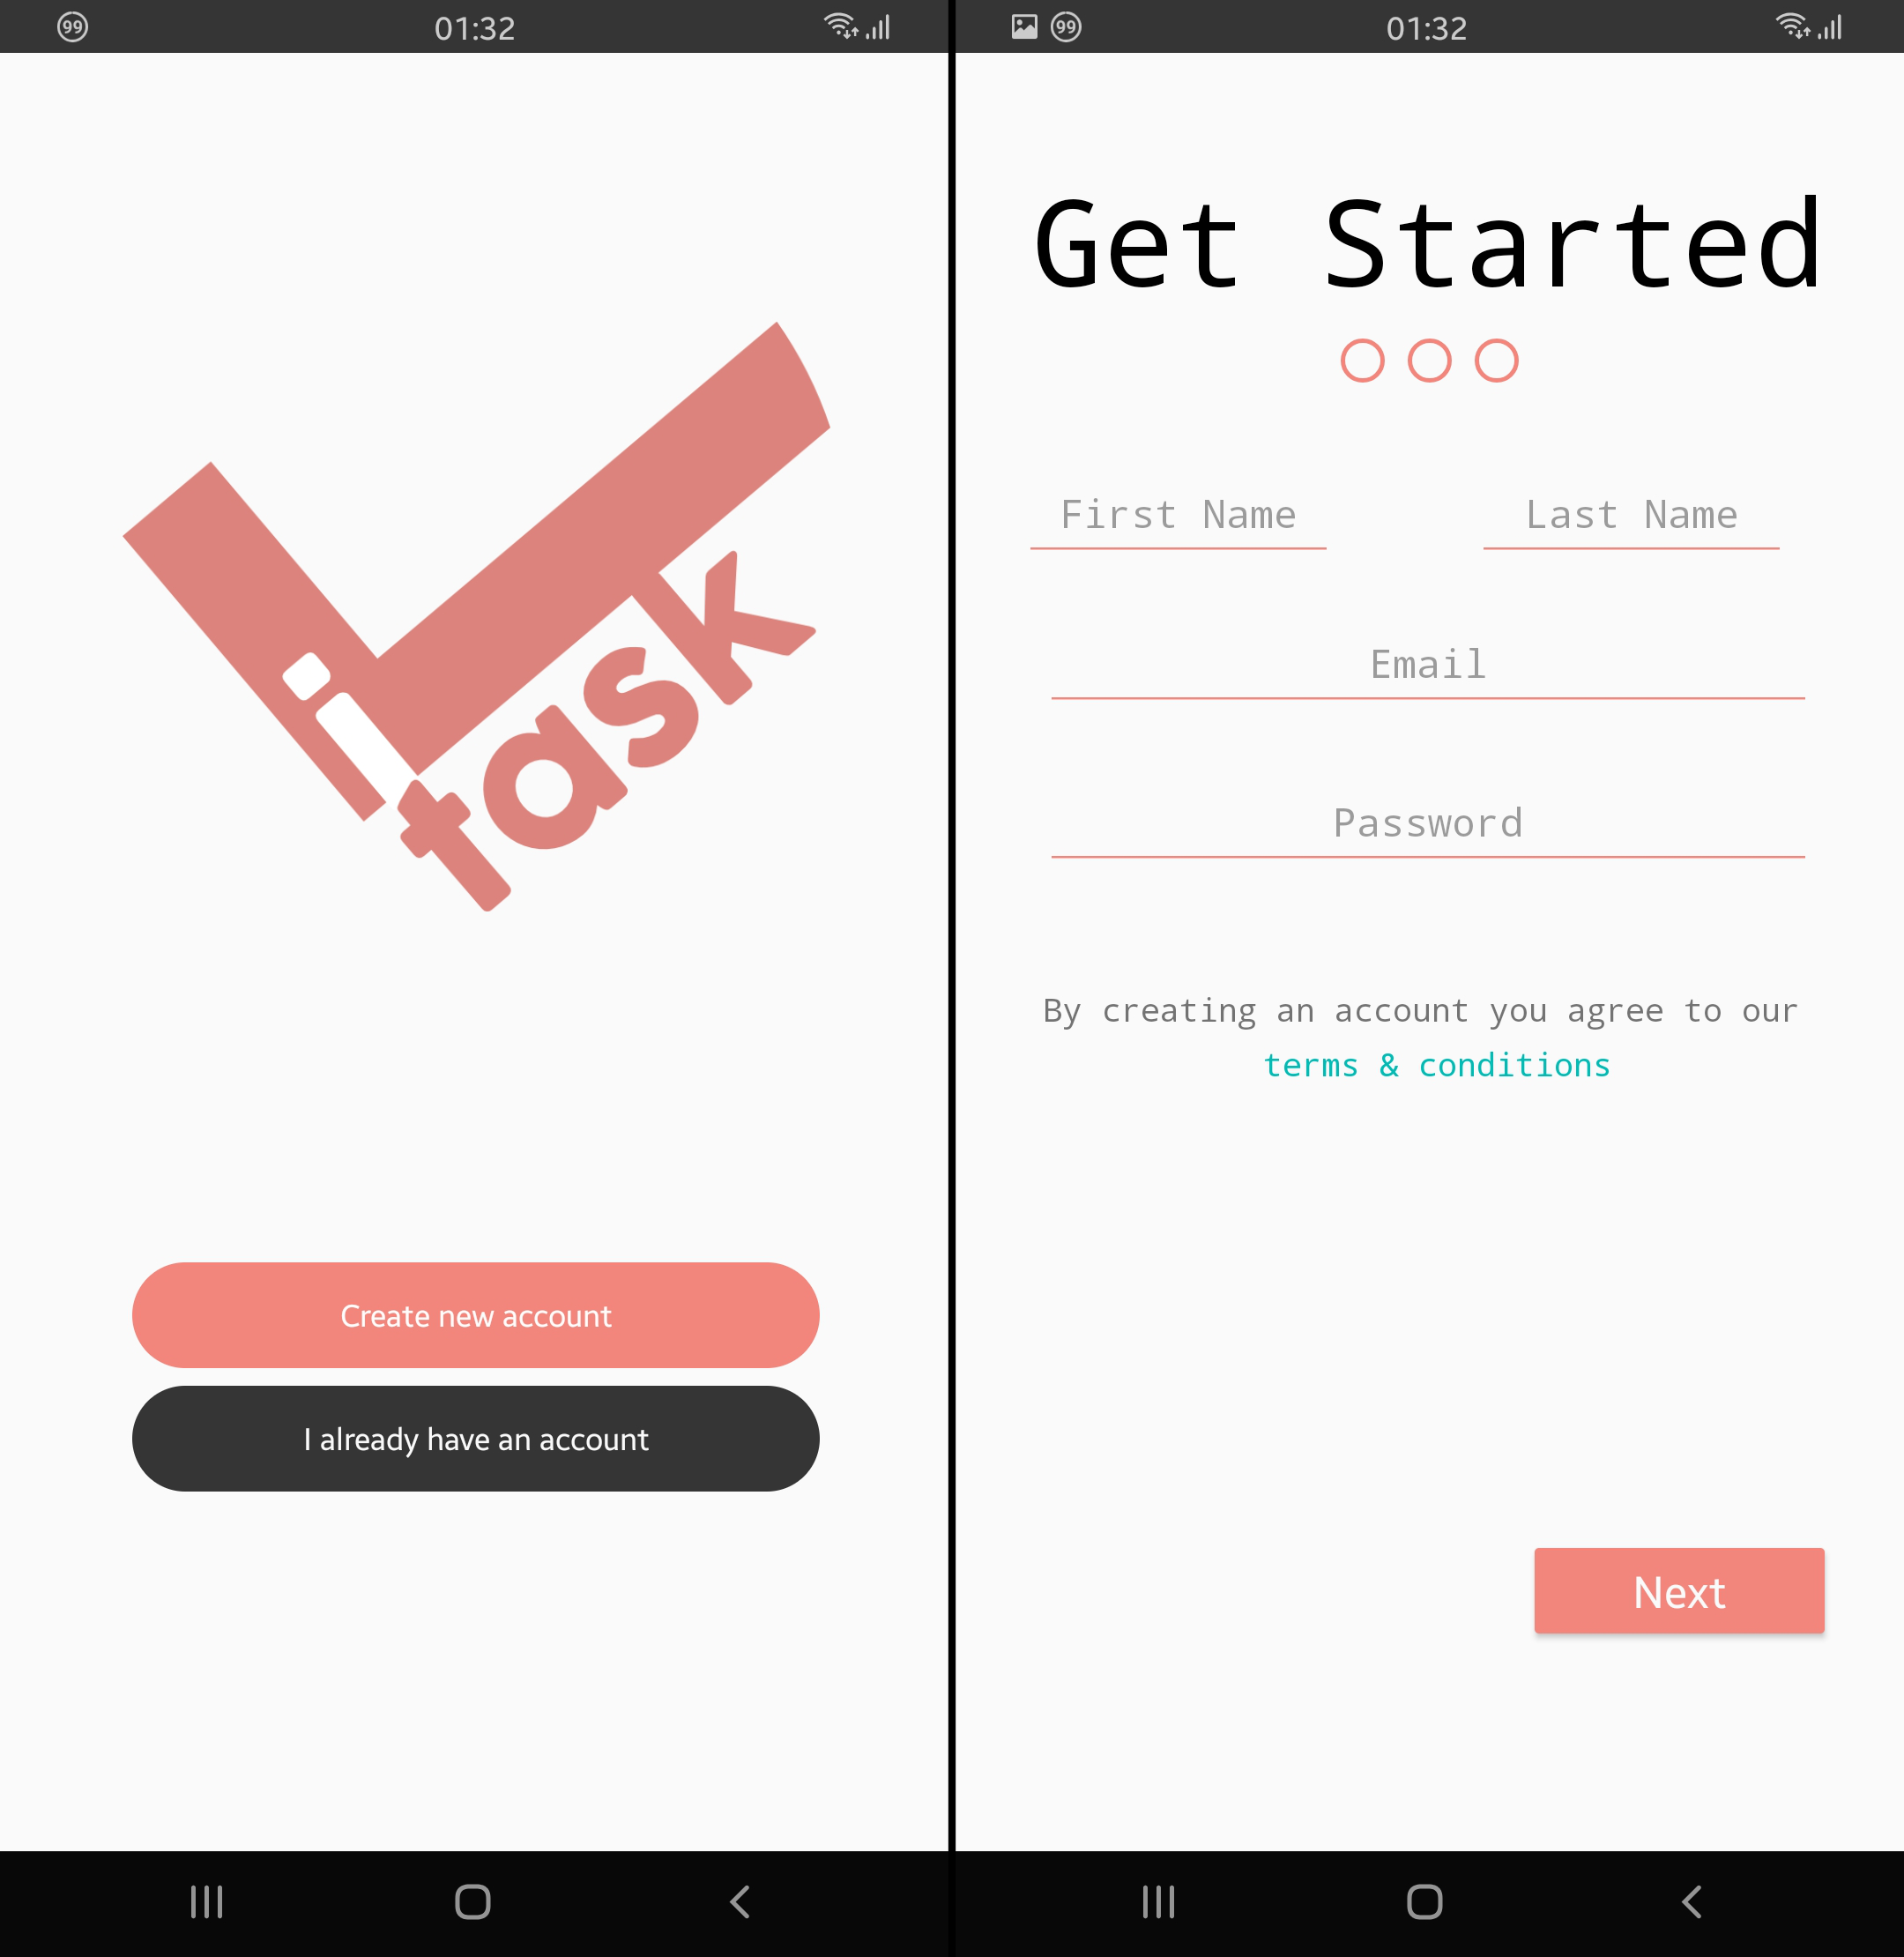 99
01:32
i
task
Create new account
I already have an account
99
01:32
Get Started
First Name Last Name
Email
Password
By creating an account you agree to our
terms & conditions
Next